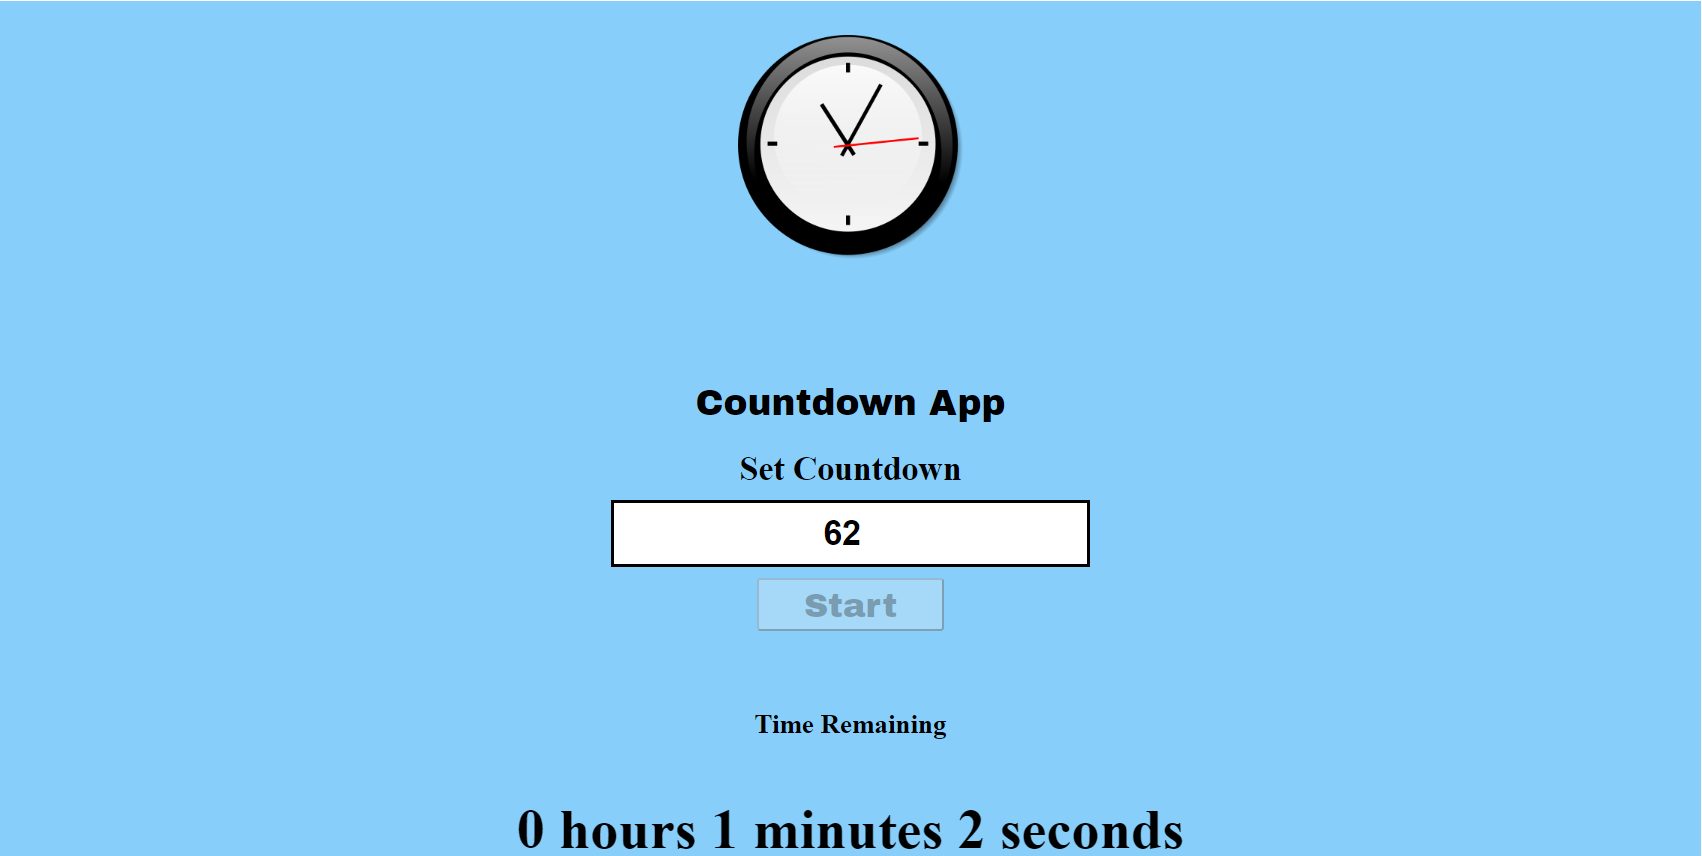 Countdown App
Set Countdown
62
Start
Time Remaining
0 hours 1 minutes 2 seconds